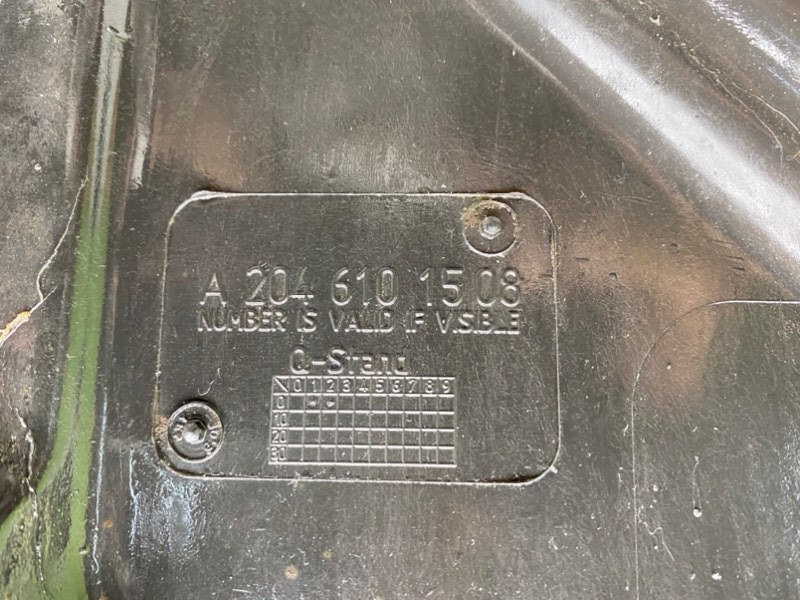 A 204 610 15 08
NUMBER IS VALID IF VISIBLE
Q-Stand
0 1 2 3 4 5 6 7 8 9
0
10
20
30